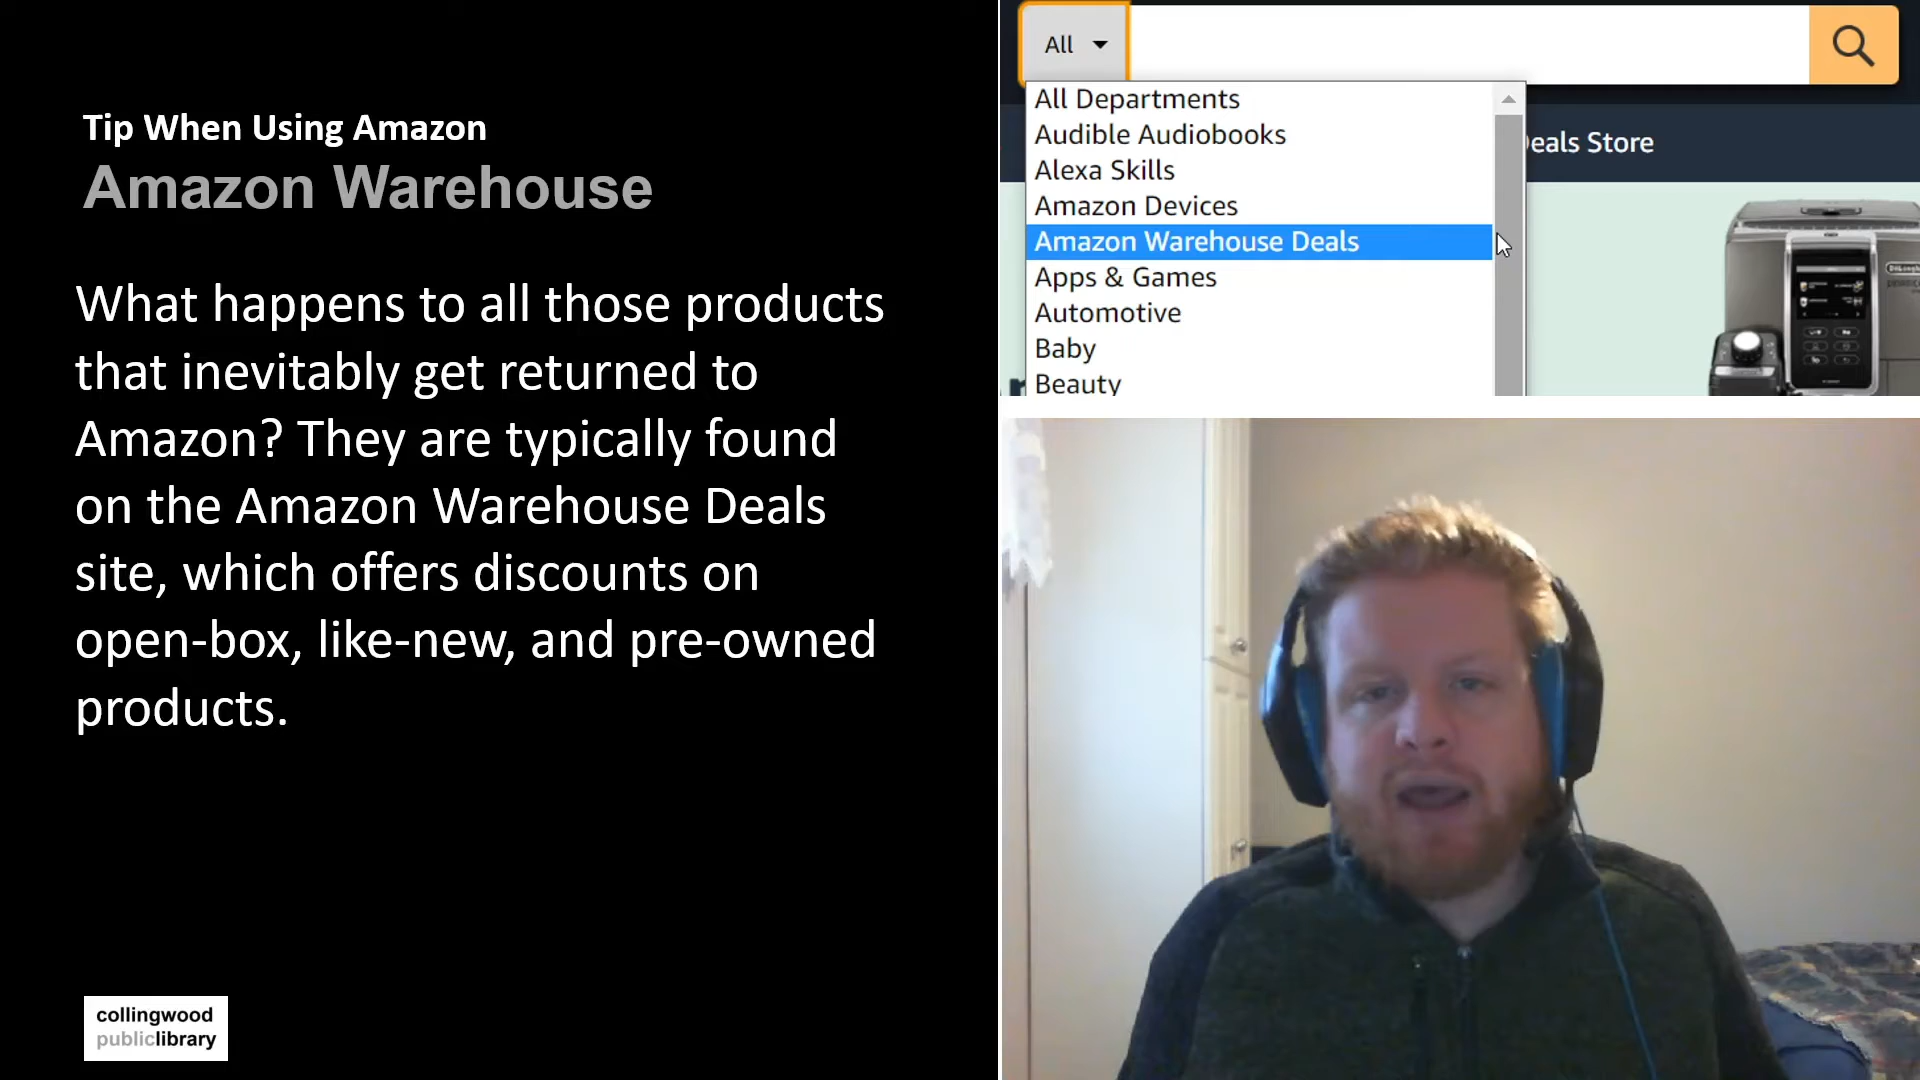 Tip When Using Amazon
Amazon Warehouse
What happens to all those products
that inevitably get returned to
Amazon? They are typically found
on the Amazon Warehouse Deals
site, which offers discounts on
open-box, like-new, and pre-owned
products.
collingwood
publiclibrary
All
All Departments
Audible Audiobooks
Alexa Skills
Amazon Devices
Amazon Warehouse Deals
Apps & Games
Automotive
Baby
Beauty
eals Store